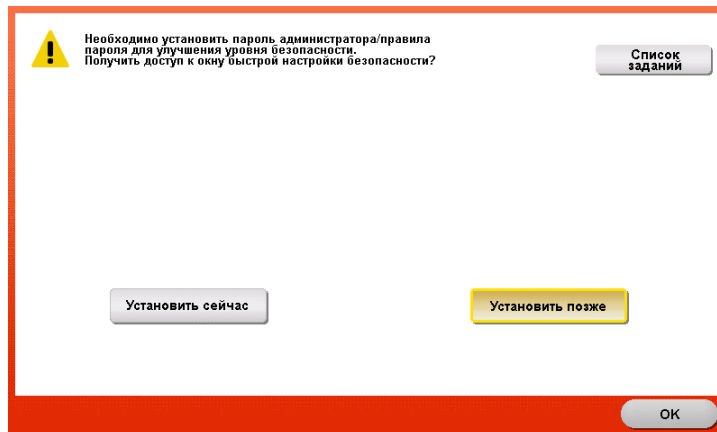 Необходимо установить пароль администратора/правила
пароля для улучшения уровня безопасности.
Получить доступ к окну быстрой настройки безопасности?
Список
заданий
Установить сейчас
Установить позже
OK